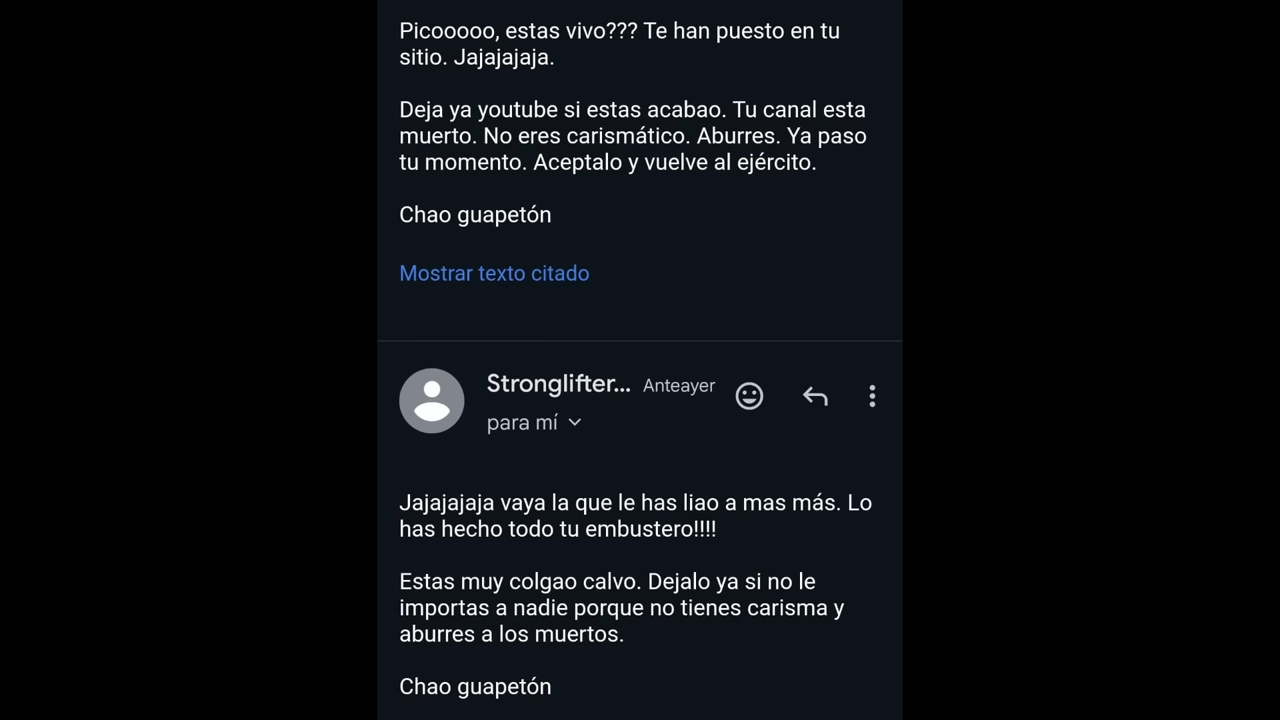 Picooooo, estas vivo??? Te han puesto en tu
sitio. Jajajajaja.
Deja ya youtube si estas acabao. Tu canal esta
muerto. No eres carismático. Aburres. Ya paso
tu momento. Aceptalo y vuelve al ejército.
Chao guapetón
Mostrar texto citado
Stronglifter... Anteayer
para mí
Jajajajaja vaya la que le has liao a mas más. Lo
has hecho todo tu embustero!!!!
Estas muy colgao calvo. Dejalo ya si no le
importas a nadie porque no tienes carisma y
aburres a los muertos.
Chao guapetón